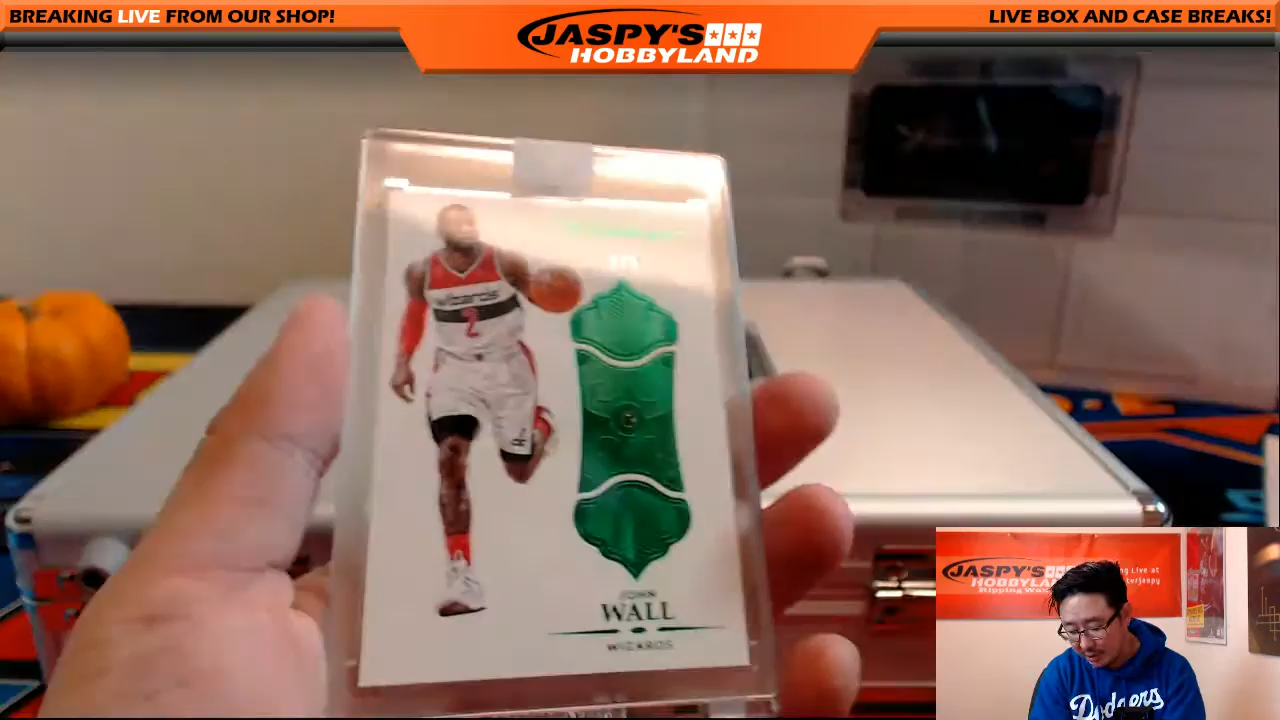 BREAKING LIVE FROM OUR SHOP!
JASPY'S
HOBBYLAND
LIVE BOX AND CASE BREAKS!
Wizards
2
JOHN
WALL
WIZARDS
JASPY'S
HOBBYLAND
Ripping Wax
Dodgers